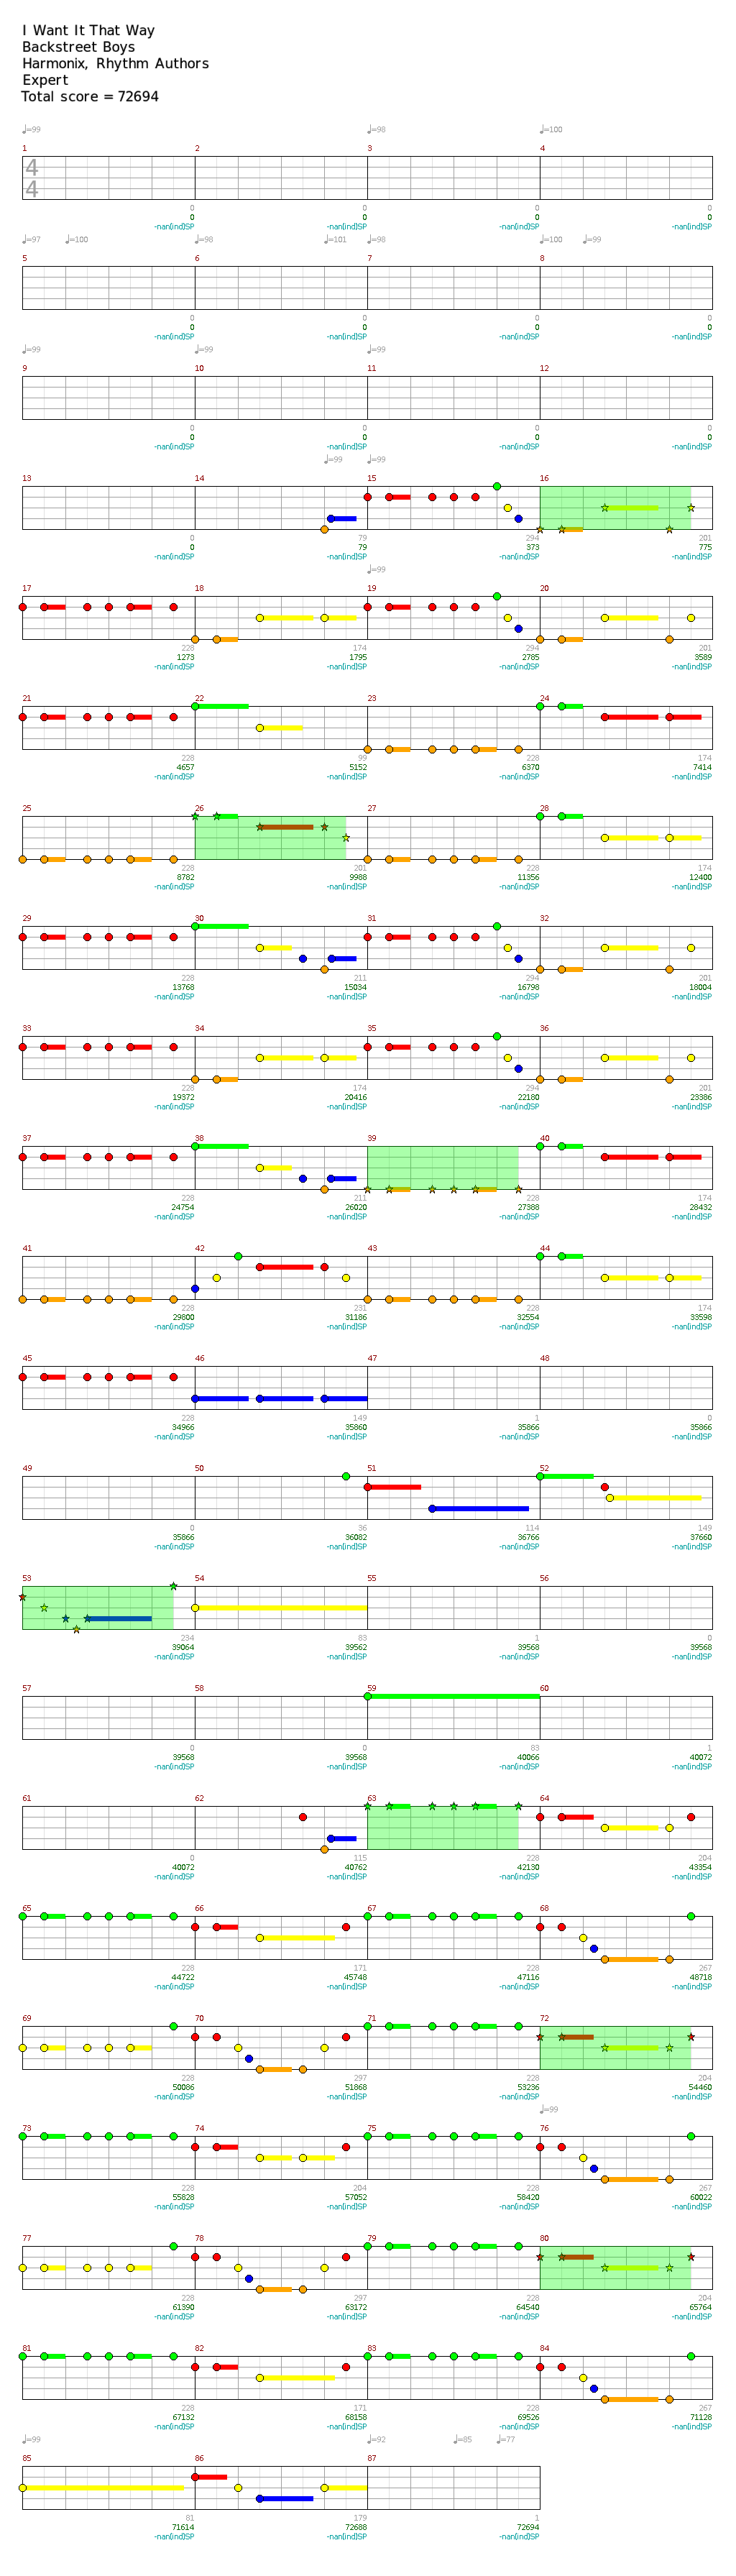 I Want It That Way
Backstreet Boys
Harmonix, Rhythm Authors
Expert
Total score = 72694
♩=99 ♩=98 ♩=100
1 2 3 4
4
4
0 0 0 0
0 0 0 0
-nan(ind)SP -nan(ind)SP -nan(ind)SP -nan(ind)SP
♩=97 ♩=100 ♩=98 ♩=101 ♩=98 ♩=100 ♩=99
5 6 7 8
0 0 0 0
0 0 0 0
-nan(ind)SP -nan(ind)SP -nan(ind)SP -nan(ind)SP
♩=99 ♩=99 ♩=99
9 10 11 12
0 0 0 0
0 0 0 0
-nan(ind)SP -nan(ind)SP -nan(ind)SP -nan(ind)SP
♩=99 ♩=99
13 14 15 16
0 79 294 201
0 79 373 775
-nan(ind)SP -nan(ind)SP -nan(ind)SP -nan(ind)SP
♩=99
17 18 19 20
228 174 294 201
1273 1795 2785 3589
-nan(ind)SP -nan(ind)SP -nan(ind)SP -nan(ind)SP
21 22 23 24
228 99 228 174
4657 5152 6370 7414
-nan(ind)SP -nan(ind)SP -nan(ind)SP -nan(ind)SP
25 26 27 28
228 201 228 174
8782 9988 11356 12400
-nan(ind)SP -nan(ind)SP -nan(ind)SP -nan(ind)SP
29 30 31 32
228 211 294 201
13768 15034 16798 18004
-nan(ind)SP -nan(ind)SP -nan(ind)SP -nan(ind)SP
33 34 35 36
228 174 294 201
19372 20416 22180 23386
-nan(ind)SP -nan(ind)SP -nan(ind)SP -nan(ind)SP
37 38 39 40
228 211 228 174
24754 26020 27388 28432
-nan(ind)SP -nan(ind)SP -nan(ind)SP -nan(ind)SP
41 42 43 44
228 231 228 174
29800 31186 32554 33598
-nan(ind)SP -nan(ind)SP -nan(ind)SP -nan(ind)SP
45 46 47 48
228 149 1 0
34966 35860 35866 35866
-nan(ind)SP -nan(ind)SP -nan(ind)SP -nan(ind)SP
49 50 51 52
0 36 114 149
35866 36082 36766 37660
-nan(ind)SP -nan(ind)SP -nan(ind)SP -nan(ind)SP
53 54 55 56
234 83 1 0
39064 39562 39568 39568
-nan(ind)SP -nan(ind)SP -nan(ind)SP -nan(ind)SP
57 58 59 60
0 0 83 1
39568 39568 40066 40072
-nan(ind)SP -nan(ind)SP -nan(ind)SP -nan(ind)SP
61 62 63 64
0 115 228 204
40072 40762 42130 43354
-nan(ind)SP -nan(ind)SP -nan(ind)SP -nan(ind)SP
65 66 67 68
228 171 228 267
44722 45748 47116 48718
-nan(ind)SP -nan(ind)SP -nan(ind)SP -nan(ind)SP
69 70 71 72
228 297 228 204
50086 51868 53236 54460
-nan(ind)SP -nan(ind)SP -nan(ind)SP -nan(ind)SP
♩=99
73 74 75 76
228 204 228 267
55828 57052 58420 60022
-nan(ind)SP -nan(ind)SP -nan(ind)SP -nan(ind)SP
77 78 79 80
228 297 228 204
61390 63172 64540 65764
-nan(ind)SP -nan(ind)SP -nan(ind)SP -nan(ind)SP
81 82 83 84
228 171 228 267
67132 68158 69526 71128
-nan(ind)SP -nan(ind)SP -nan(ind)SP -nan(ind)SP
♩=99 ♩=92 ♩=85 ♩=77
85 86 87
81 179 1
71614 72688 72694
-nan(ind)SP -nan(ind)SP -nan(ind)SP